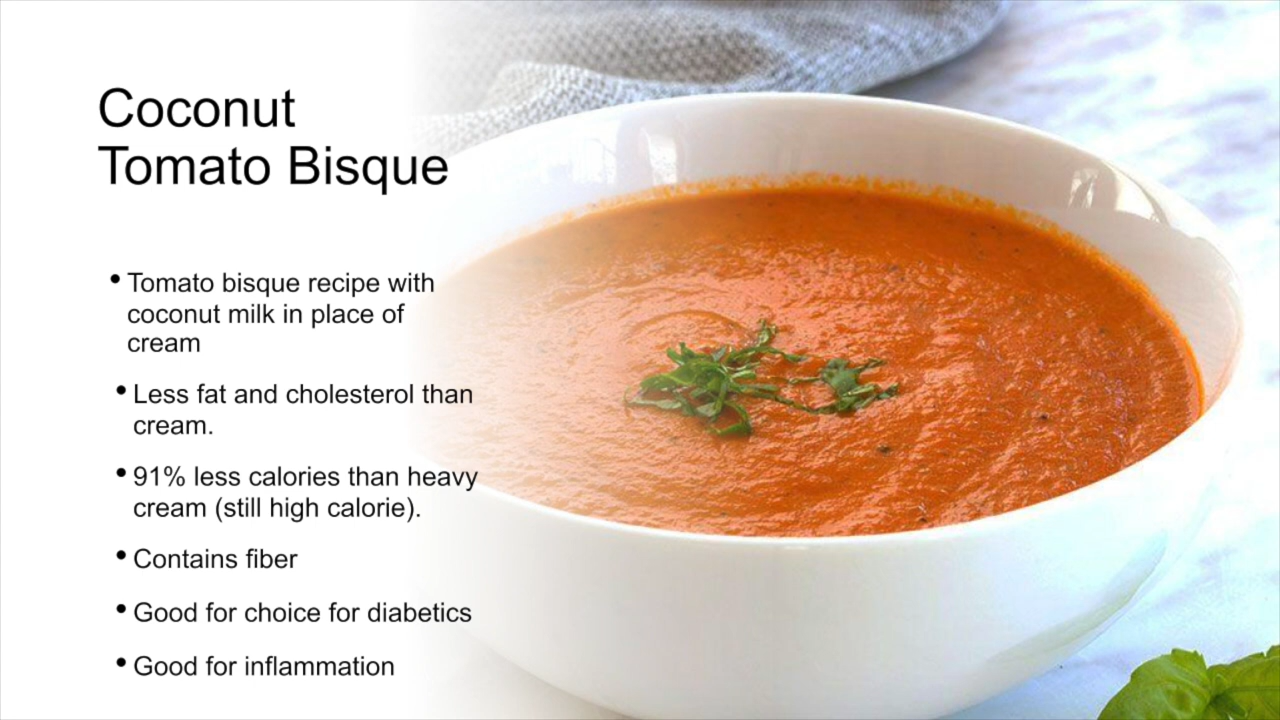 Coconut
Tomato Bisque
• Tomato bisque recipe with
coconut milk in place of
cream
• Less fat and cholesterol than
cream.
• 91% less calories than heavy
cream (still high calorie).
• Contains fiber
• Good for choice for diabetics
• Good for inflammation